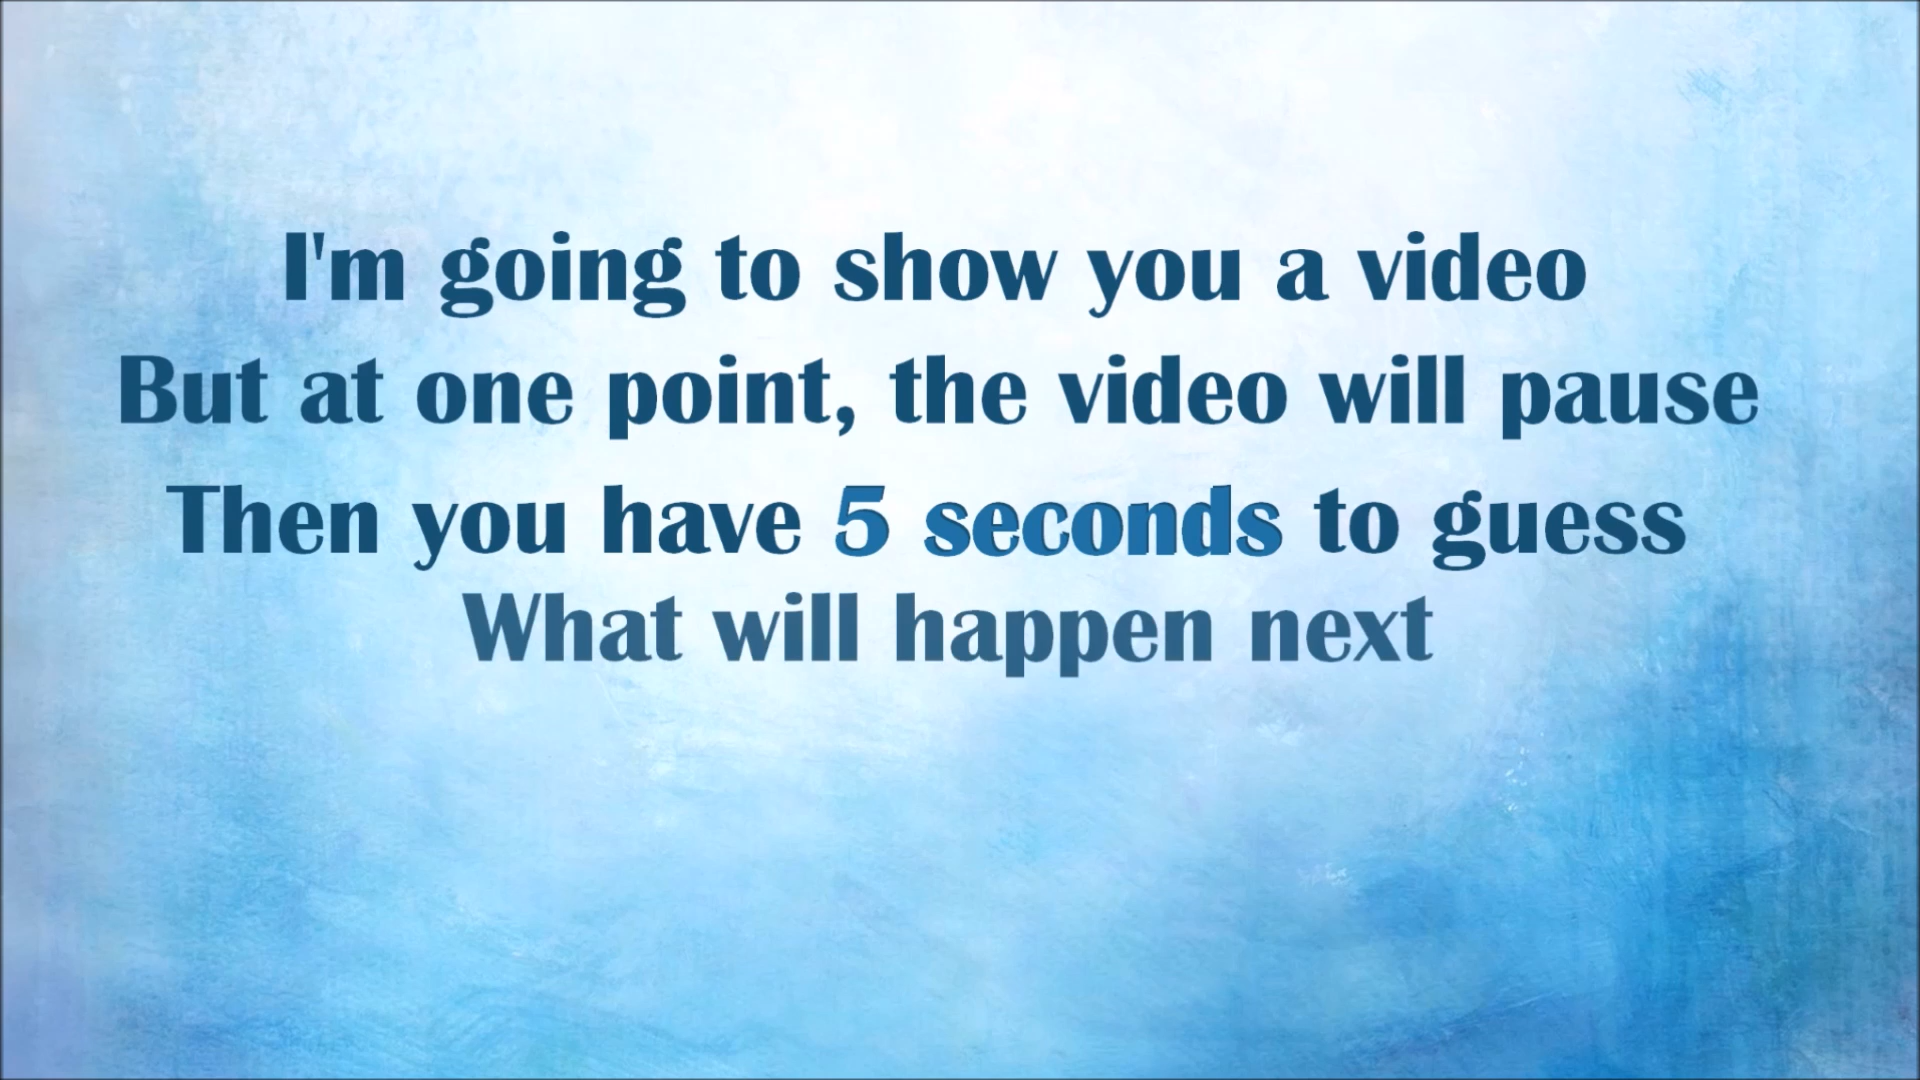 I'm going to show you a video
But at one point, the video will pause
Then you have 5 seconds to guess
What will happen next